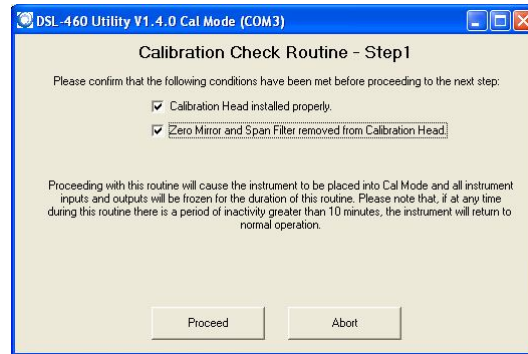 DSL-460 Utility V1.4.0 Cal Mode (COM3)
Calibration Check Routine - Step1
Please confirm that the following conditions have been met before proceeding to the next step:
Calibration Head installed properly.
Zero Mirror and Span Filter removed from Calibration Head.
Proceeding with this routine will cause the instrument to be placed into Cal Mode and all instrument
inputs and outputs will be frozen for the duration of this routine. Please note that, if at any time
during this routine there is a period of inactivity greater than 10 minutes, the instrument will return to
normal operation.
Proceed Abort